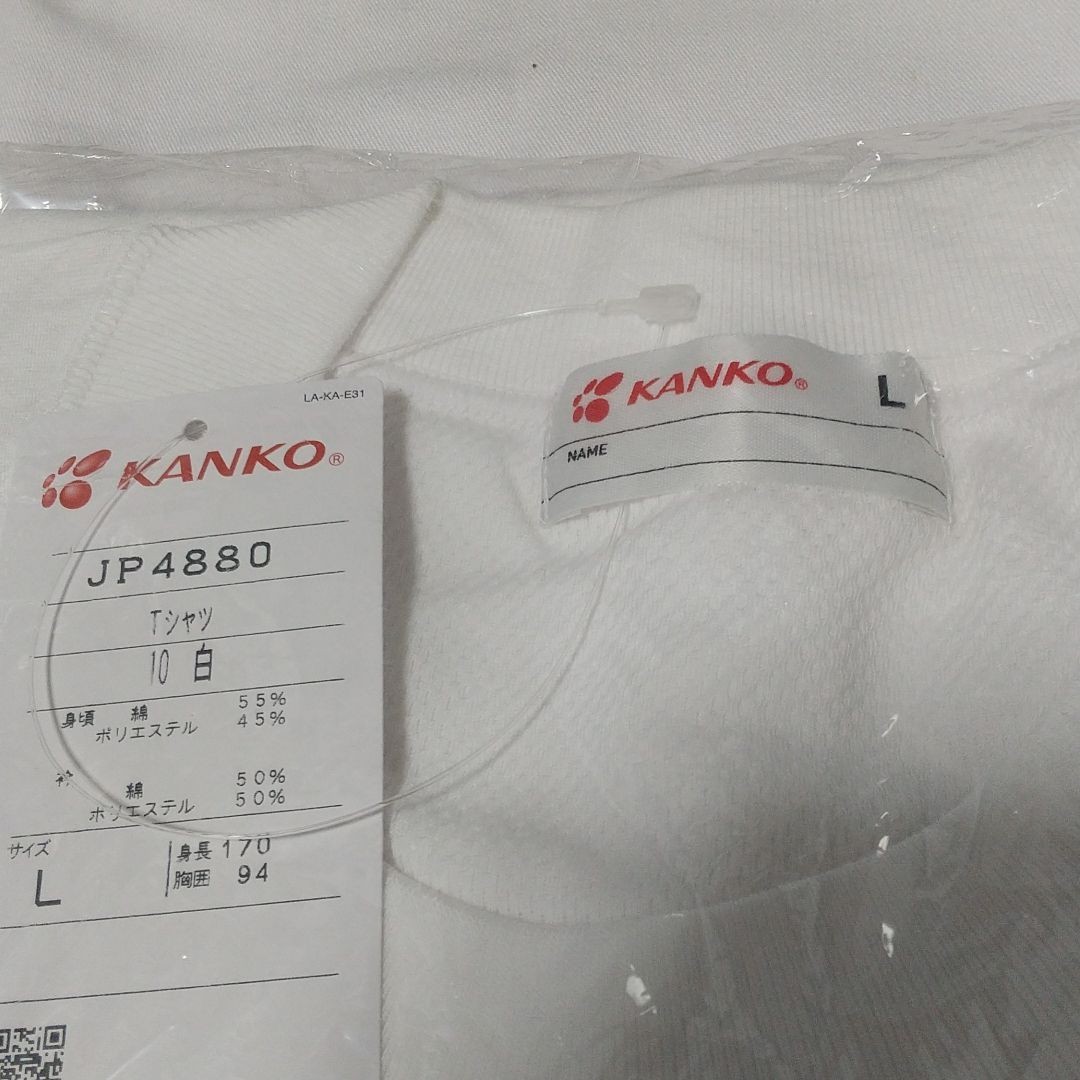 LA-KA-E31
KANKO®
JP4880
Tシャツ
10 白
身頃 綿 55%
ポリエステル 45%
衿 綿 50%
ポリエステル 50%
サイズ
L
身長 170
胸囲 94
KANKO® L
NAME